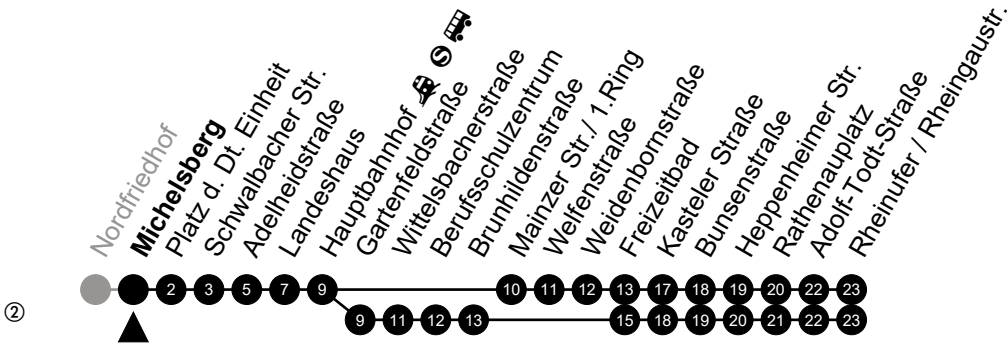 Nordfriedhof
Michelsberg
Platz d. Dt. Einheit
Schwalbacher Str.
Adelheidstraße
Landeshaus
Hauptbahnhof S
Gartenfeldstraße
Wittelsbacherstraße
Berufsschulzentrum
Brunhildenstraße
Mainzer Str./ 1.Ring
Welfenstraße
Weidenbornstraße
Freizeitbad
Kasteler Straße
Bunsenstraße
Heppenheimer Str.
Rathenauplatz
Adolf-Todt-Straße
Rheinufer / Rheingaustr.
2 3 5 7 9 10 11 12 13 17 18 19 20 22 23
② 9 11 12 13 15 18 19 20 21 22 23